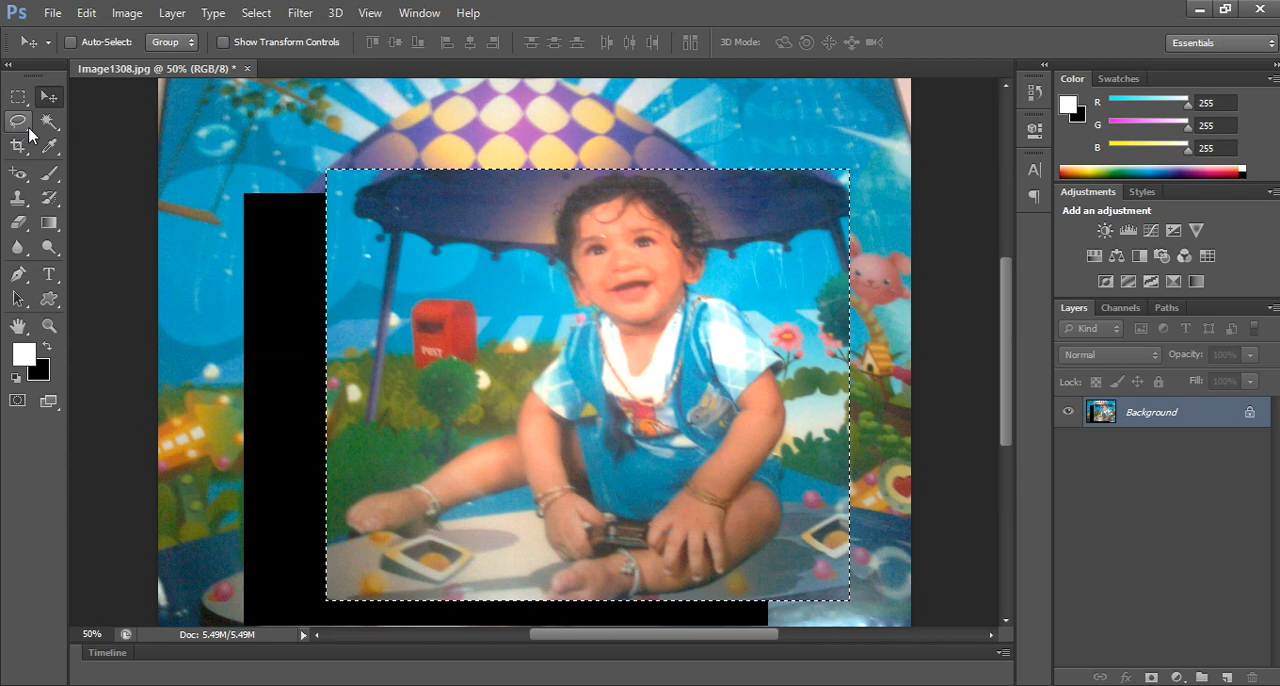 Ps File Edit Image Layer Type Select Filter 3D View Window Help
Auto-Select: Group Show Transform Controls 3D Mode: Essentials
Image1308.jpg @ 50% (RGB/8) * ×
Color Swatches
R 255
G 255
B 255
Adjustments Styles
Add an adjustment
Layers Channels Paths
Kind
Normal Opacity: 100%
Lock: Fill: 100%
Background
POST
50% Doc: 5.49M/5.49M
Timeline